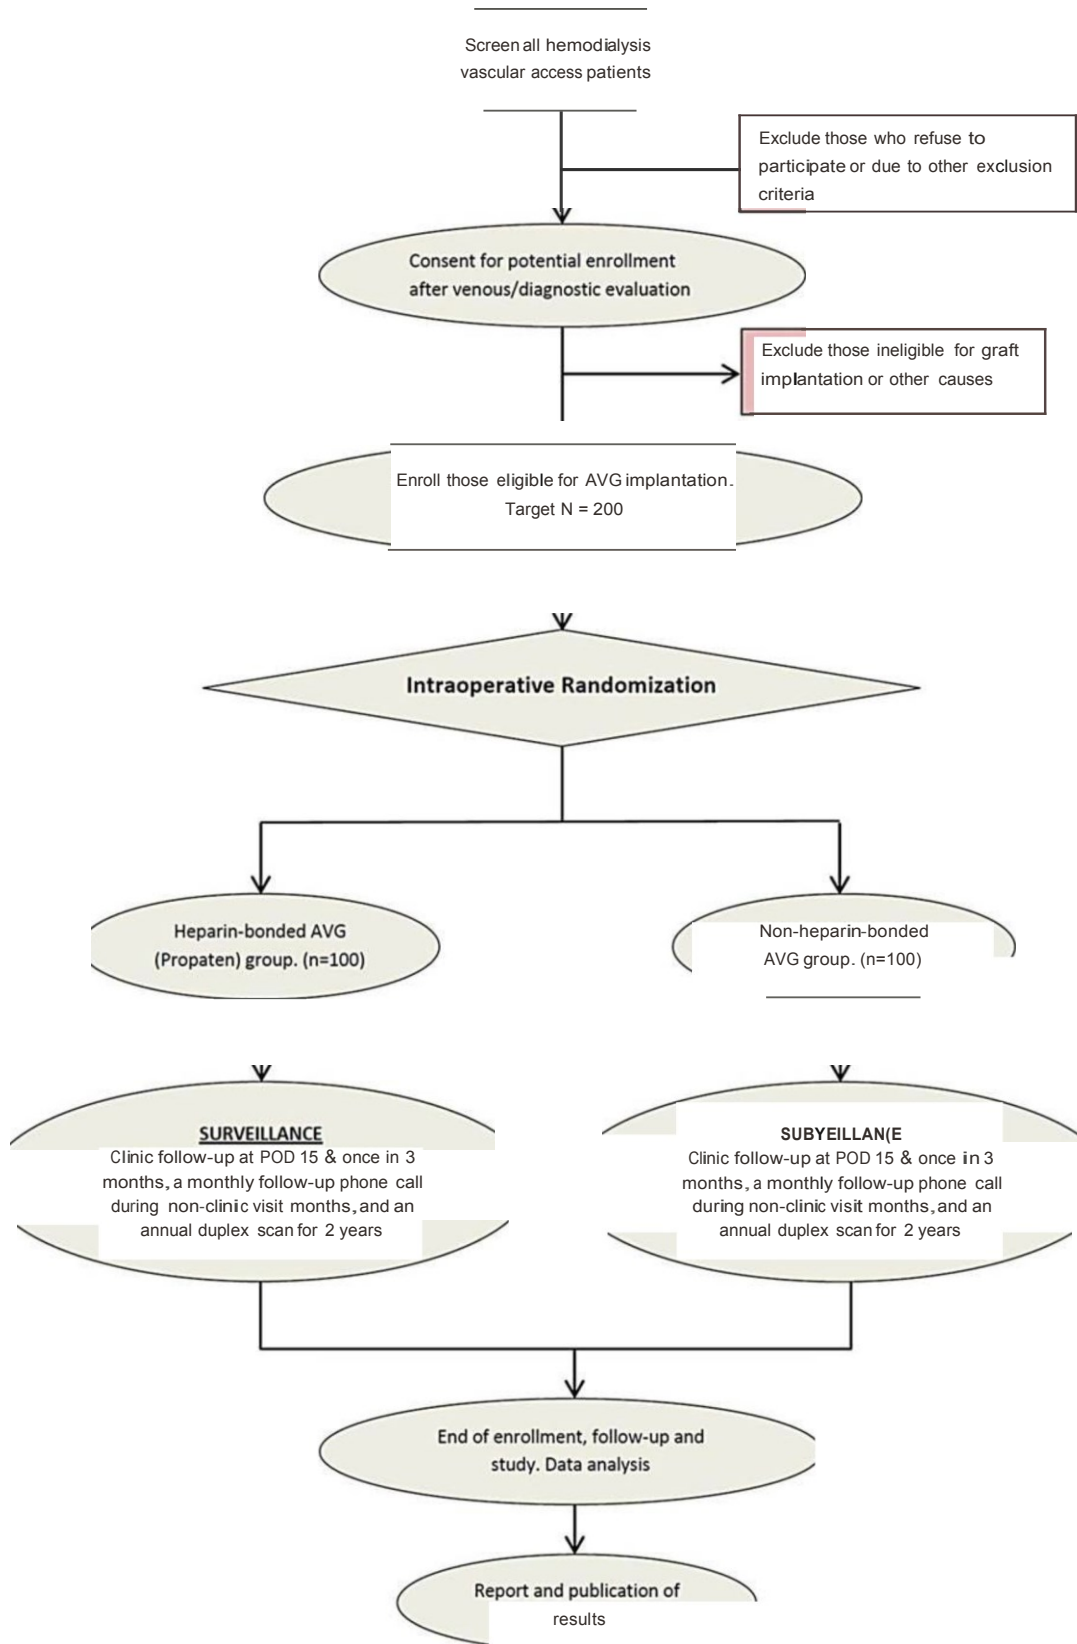 Screen all hemodialysis
vascular access patients
Exclude those who refuse to
participate or due to other exclusion
criteria
Consent for potential enrollment
after venous/diagnostic evaluation
Exclude those ineligible for graft
implantation or other causes
Enroll those eligible for AVG implantation.
Target N = 200
Intraoperative Randomization
Heparin-bonded AVG
(Propaten) group. (n=100)
Non-heparin-bonded
AVG group. (n=100)
SURVEILLANCE
Clinic follow-up at POD 15 & once in 3
months, a monthly follow-up phone call
during non-clinic visit months, and an
annual duplex scan for 2 years
SUBYEILLAN(E
Clinic follow-up at POD 15 & once in 3
months, a monthly follow-up phone call
during non-clinic visit months, and an
annual duplex scan for 2 years
End of enrollment, follow-up and
study. Data analysis
Report and publication of
results